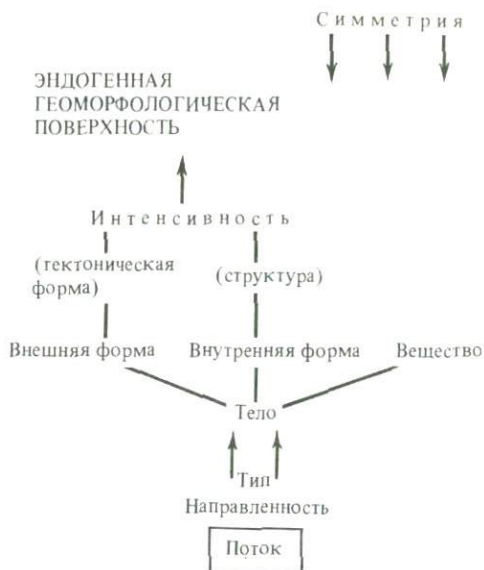 Симметрия
ЭНДОГЕННАЯ
ГЕОМОРФОЛОГИЧЕСКАЯ
ПОВЕРХНОСТЬ
Интенсивность
(тектоническая
форма)
(структура)
Внешняя форма
Внутренняя форма
Вещество
Тело
Тип
Направленность
Поток